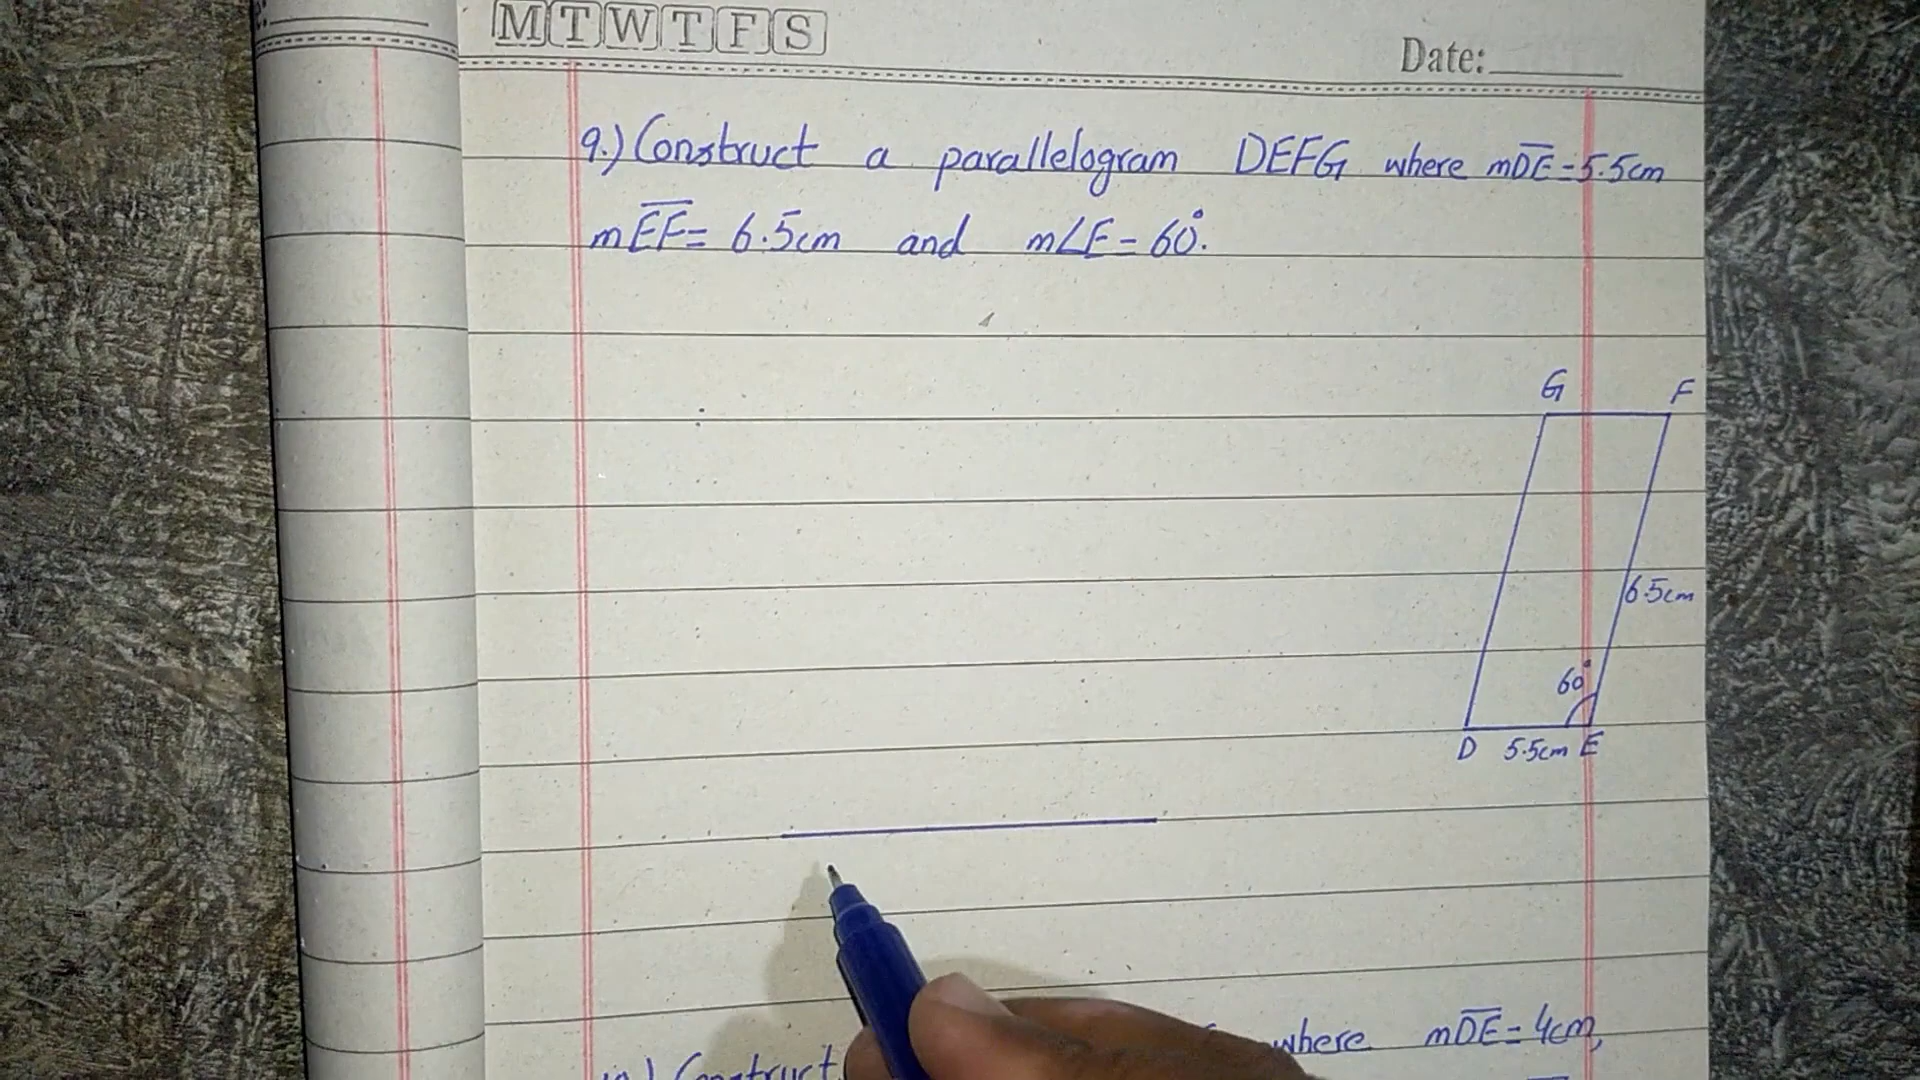 M T W T F S
Date:
9.) Construct a parallelogram DEFG where mDE = 5.5cm
mEF = 6.5cm and m∠E = 60°.
G F
6.5cm
60°
D 5.5cm E
Construct where mDE = 4cm,